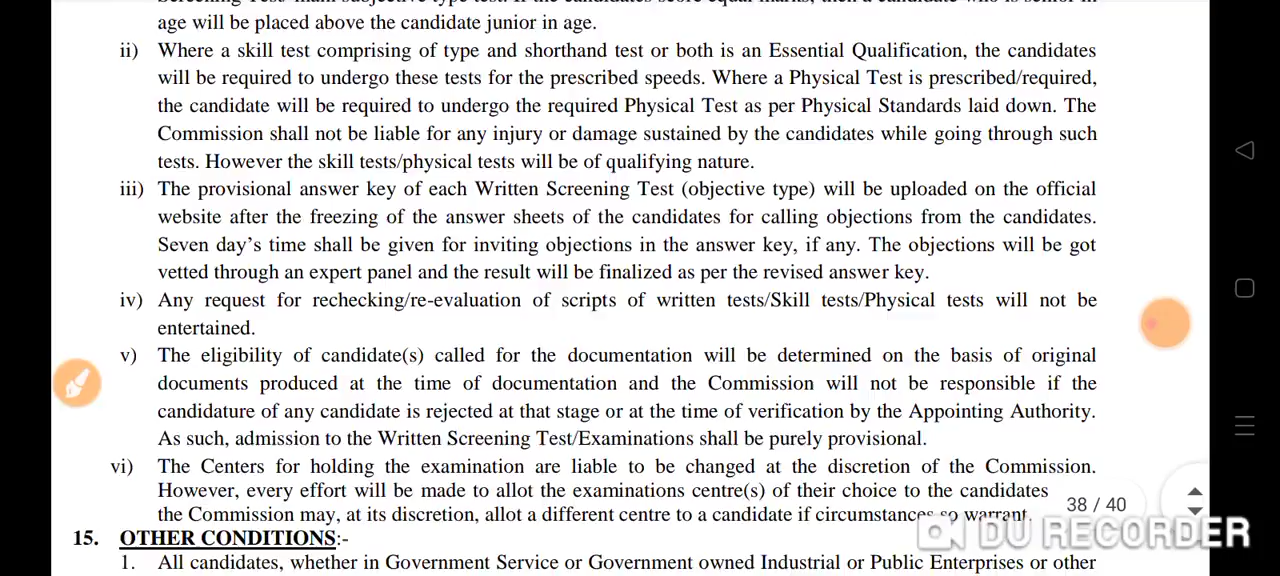 age will be placed above the candidate junior in age.
ii) Where a skill test comprising of type and shorthand test or both is an Essential Qualification, the candidates
will be required to undergo these tests for the prescribed speeds. Where a Physical Test is prescribed/required,
the candidate will be required to undergo the required Physical Test as per Physical Standards laid down. The
Commission shall not be liable for any injury or damage sustained by the candidates while going through such
tests. However the skill tests/physical tests will be of qualifying nature.
iii) The provisional answer key of each Written Screening Test (objective type) will be uploaded on the official
website after the freezing of the answer sheets of the candidates for calling objections from the candidates.
Seven day’s time shall be given for inviting objections in the answer key, if any. The objections will be got
vetted through an expert panel and the result will be finalized as per the revised answer key.
iv) Any request for rechecking/re-evaluation of scripts of written tests/Skill tests/Physical tests will not be
entertained.
v) The eligibility of candidate(s) called for the documentation will be determined on the basis of original
documents produced at the time of documentation and the Commission will not be responsible if the
candidature of any candidate is rejected at that stage or at the time of verification by the Appointing Authority.
As such, admission to the Written Screening Test/Examinations shall be purely provisional.
vi) The Centers for holding the examination are liable to be changed at the discretion of the Commission.
However, every effort will be made to allot the examinations centre(s) of their choice to the candidates
the Commission may, at its discretion, allot a different centre to a candidate if circumstances so warrant.
38 / 40
DU RECORDER
15. OTHER CONDITIONS:-
1. All candidates, whether in Government Service or Government owned Industrial or Public Enterprises or other